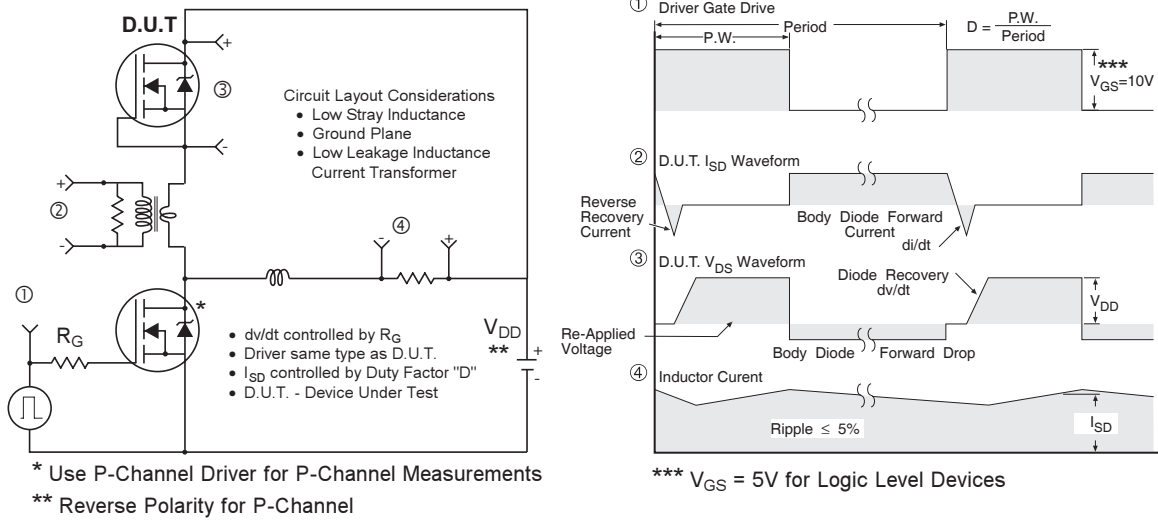 D.U.T
+
③
-
Circuit Layout Considerations
• Low Stray Inductance
• Ground Plane
• Low Leakage Inductance
Current Transformer
+
②
-
④
- +
①
R_G
*
• dv/dt controlled by R_G
• Driver same type as D.U.T.
• I_SD controlled by Duty Factor "D"
• D.U.T. - Device Under Test
V_DD
**
+
-
* Use P-Channel Driver for P-Channel Measurements
** Reverse Polarity for P-Channel
① Driver Gate Drive
Period
P.W.
D = P.W.
Period
***
V_GS=10V
② D.U.T. I_SD Waveform
Reverse
Recovery
Current
Body Diode Forward
Current
di/dt
③ D.U.T. V_DS Waveform
Diode Recovery
dv/dt
V_DD
Re-Applied
Voltage
Body Diode Forward Drop
④ Inductor Curent
Ripple ≤ 5%
I_SD
*** V_GS = 5V for Logic Level Devices